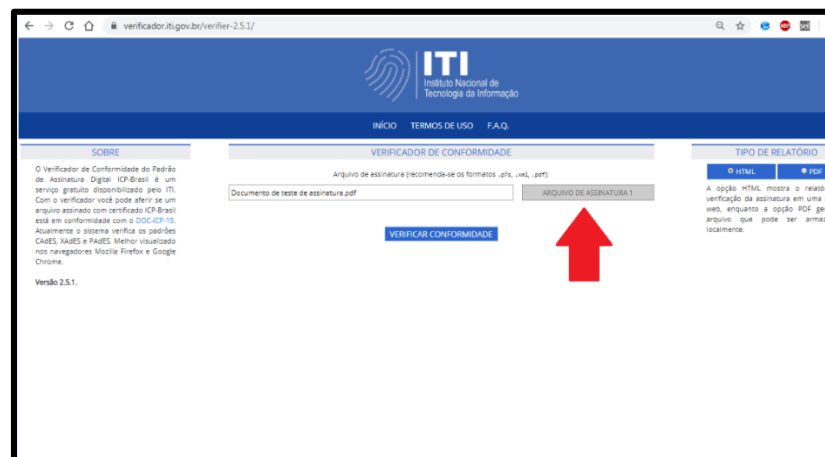 verificador.iti.gov.br/verifier-2.5.1/
ITI
Instituto Nacional de
Tecnologia da Informação
INÍCIO TERMOS DE USO F.A.Q.
SOBRE
O Verificador de Conformidade do Padrão
de Assinatura Digital ICP-Brasil é um
serviço gratuito disponibilizado pelo ITI.
Com o verificador você pode aferir se um
arquivo assinado com certificado ICP-Brasil
está em conformidade com o DOC-ICP-15.
Atualmente o sistema verifica os padrões
CAdES, XAdES e PAdES. Melhor visualizado
nos navegadores Mozilla Firefox e Google
Chrome.
Versão 2.5.1.
VERIFICADOR DE CONFORMIDADE
Arquivo de assinatura (recomenda-se os formatos .p7s, .xml, .pdf):
Documento de teste de assinatura.pdf
ARQUIVO DE ASSINATURA 1
VERIFICAR CONFORMIDADE
TIPO DE RELATÓRIO
HTML PDF
A opção HTML mostra o relató
verificação da assinatura em uma
web, enquanto a opção PDF ge
arquivo que pode ser armaz
localmente.